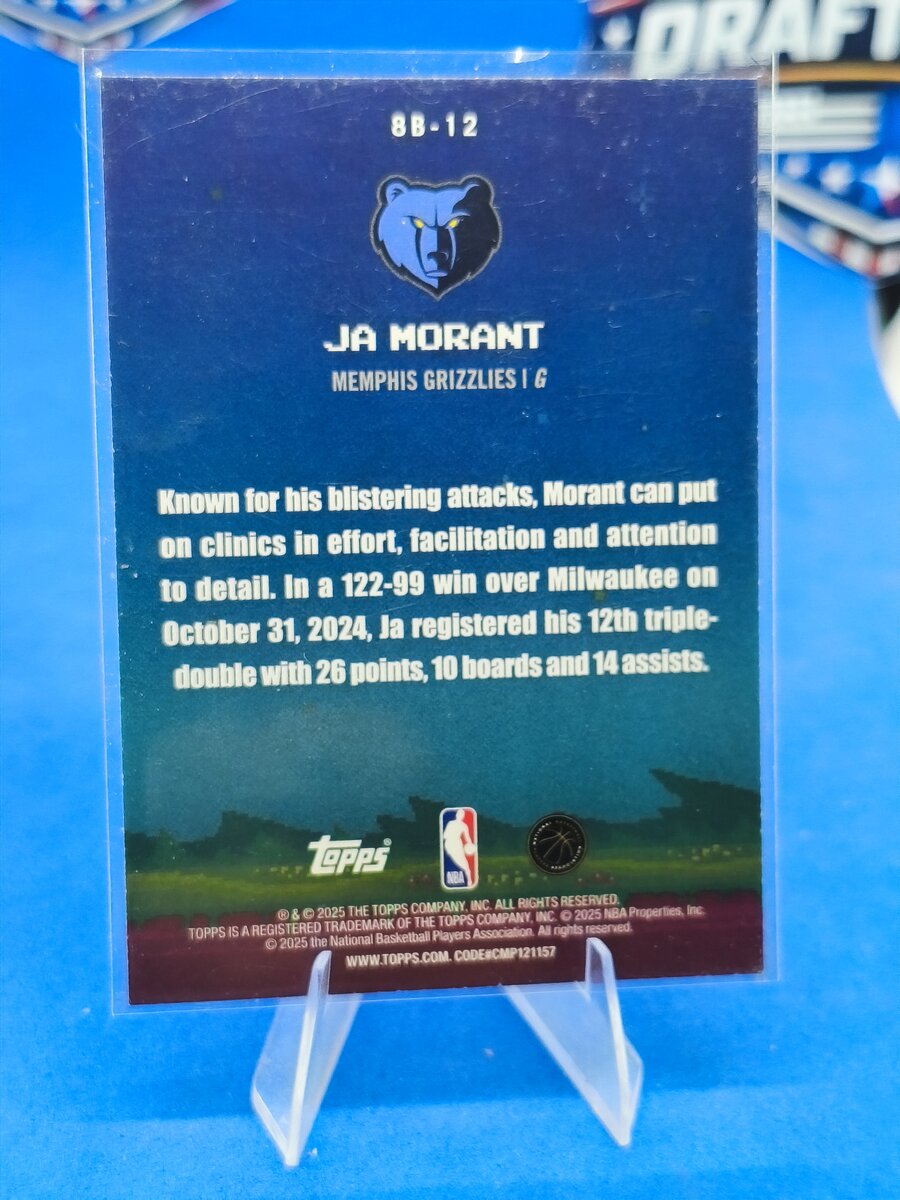 DRAFT
8B-12
JA MORANT
MEMPHIS GRIZZLIES | G
Known for his blistering attacks, Morant can put
on clinics in effort, facilitation and attention
to detail. In a 122-99 win over Milwaukee on
October 31, 2024, Ja registered his 12th triple-
double with 26 points, 10 boards and 14 assists.
topps®
NBA
® & © 2025 THE TOPPS COMPANY, INC. ALL RIGHTS RESERVED.
TOPPS IS A REGISTERED TRADEMARK OF THE TOPPS COMPANY, INC. © 2025 NBA Properties, Inc.
© 2025 the National Basketball Players Association. All rights reserved.
WWW.TOPPS.COM. CODE#CMP121157